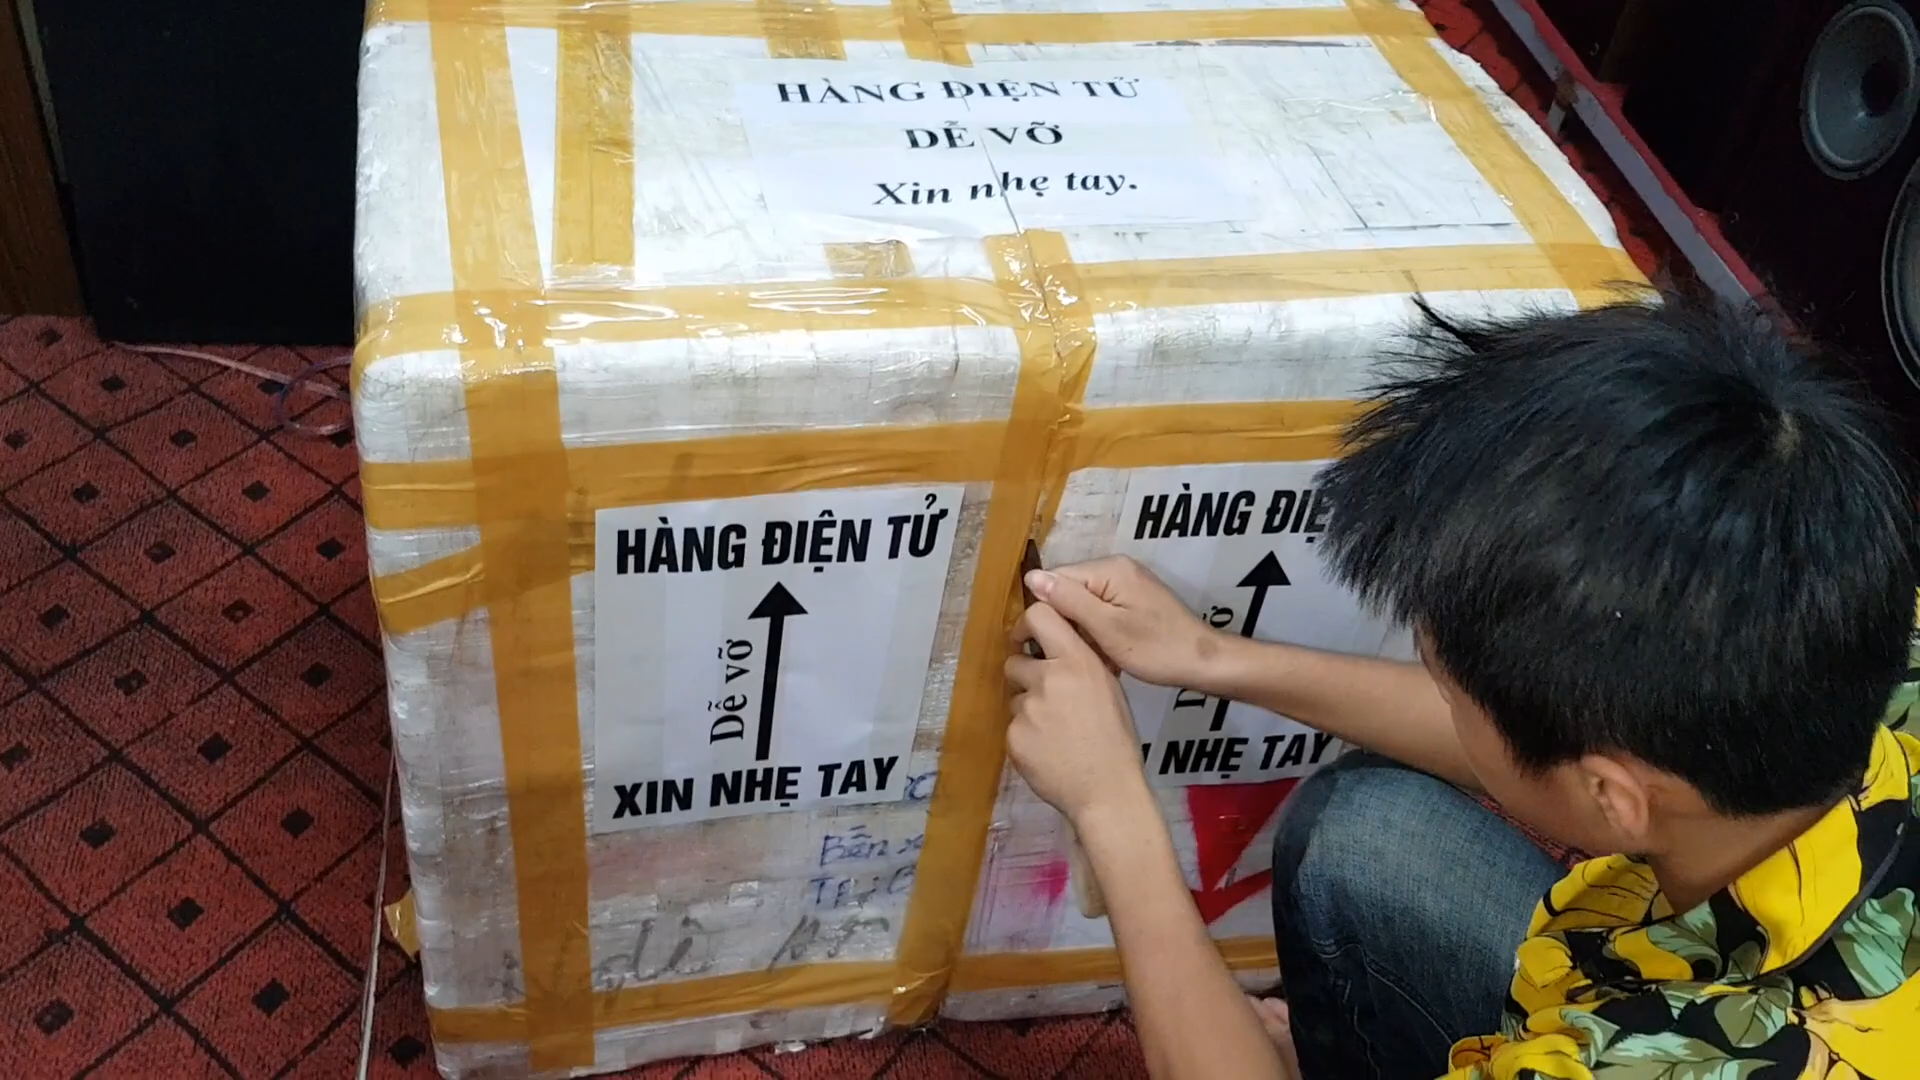 HÀNG ĐIỆN TỬ
DỄ VỠ
Xin nhẹ tay.
HÀNG ĐIỆN TỬ
Dễ vỡ
XIN NHẸ TAY
Bến
HÀNG
NHẸ TAY